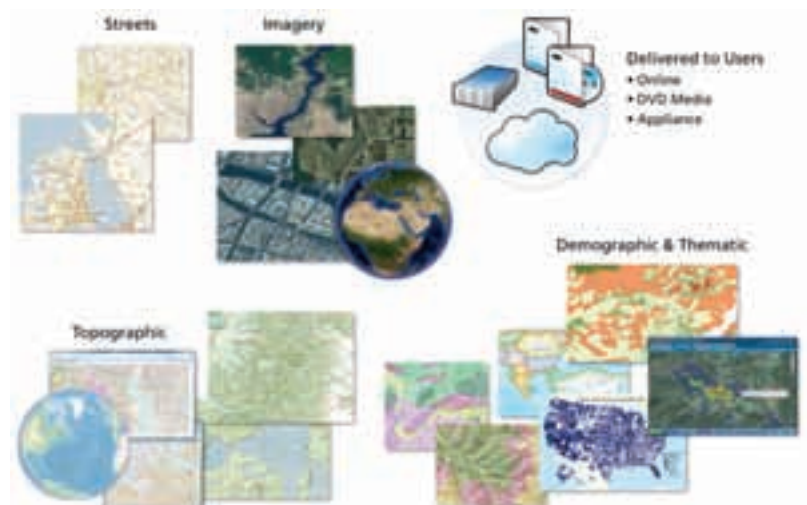 Streets
Imagery
Delivered to Users
• Online
• DVD Media
• Appliance
Demographic & Thematic
Topographic